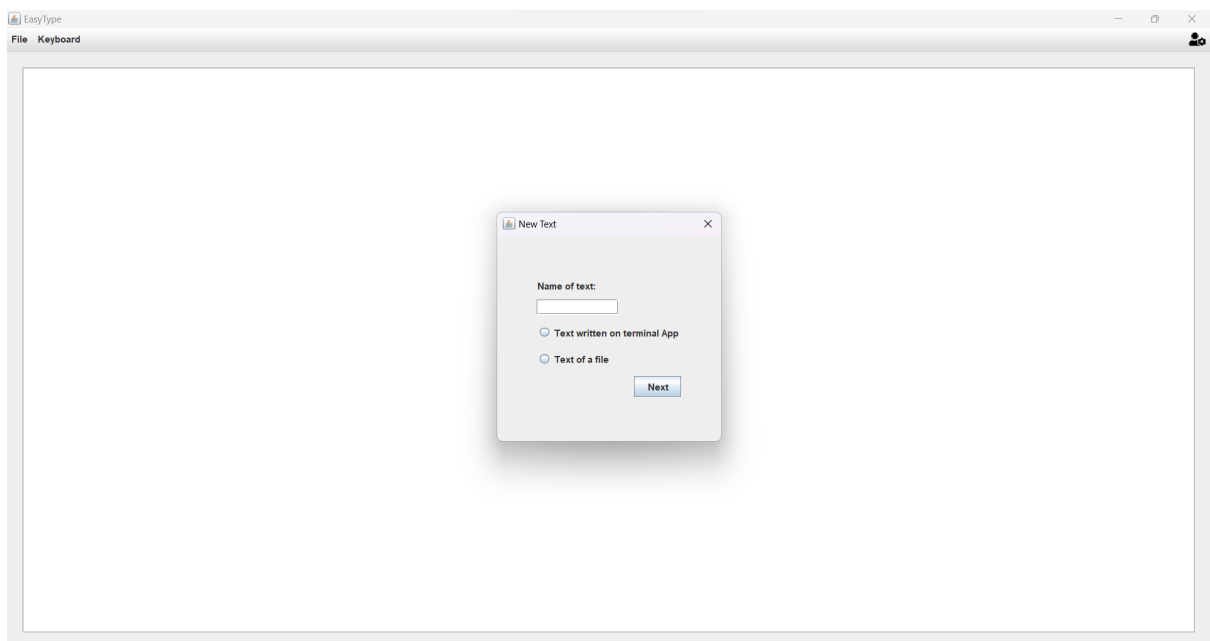 EasyType
File Keyboard
New Text
Name of text:
Text written on terminal App
Text of a file
Next